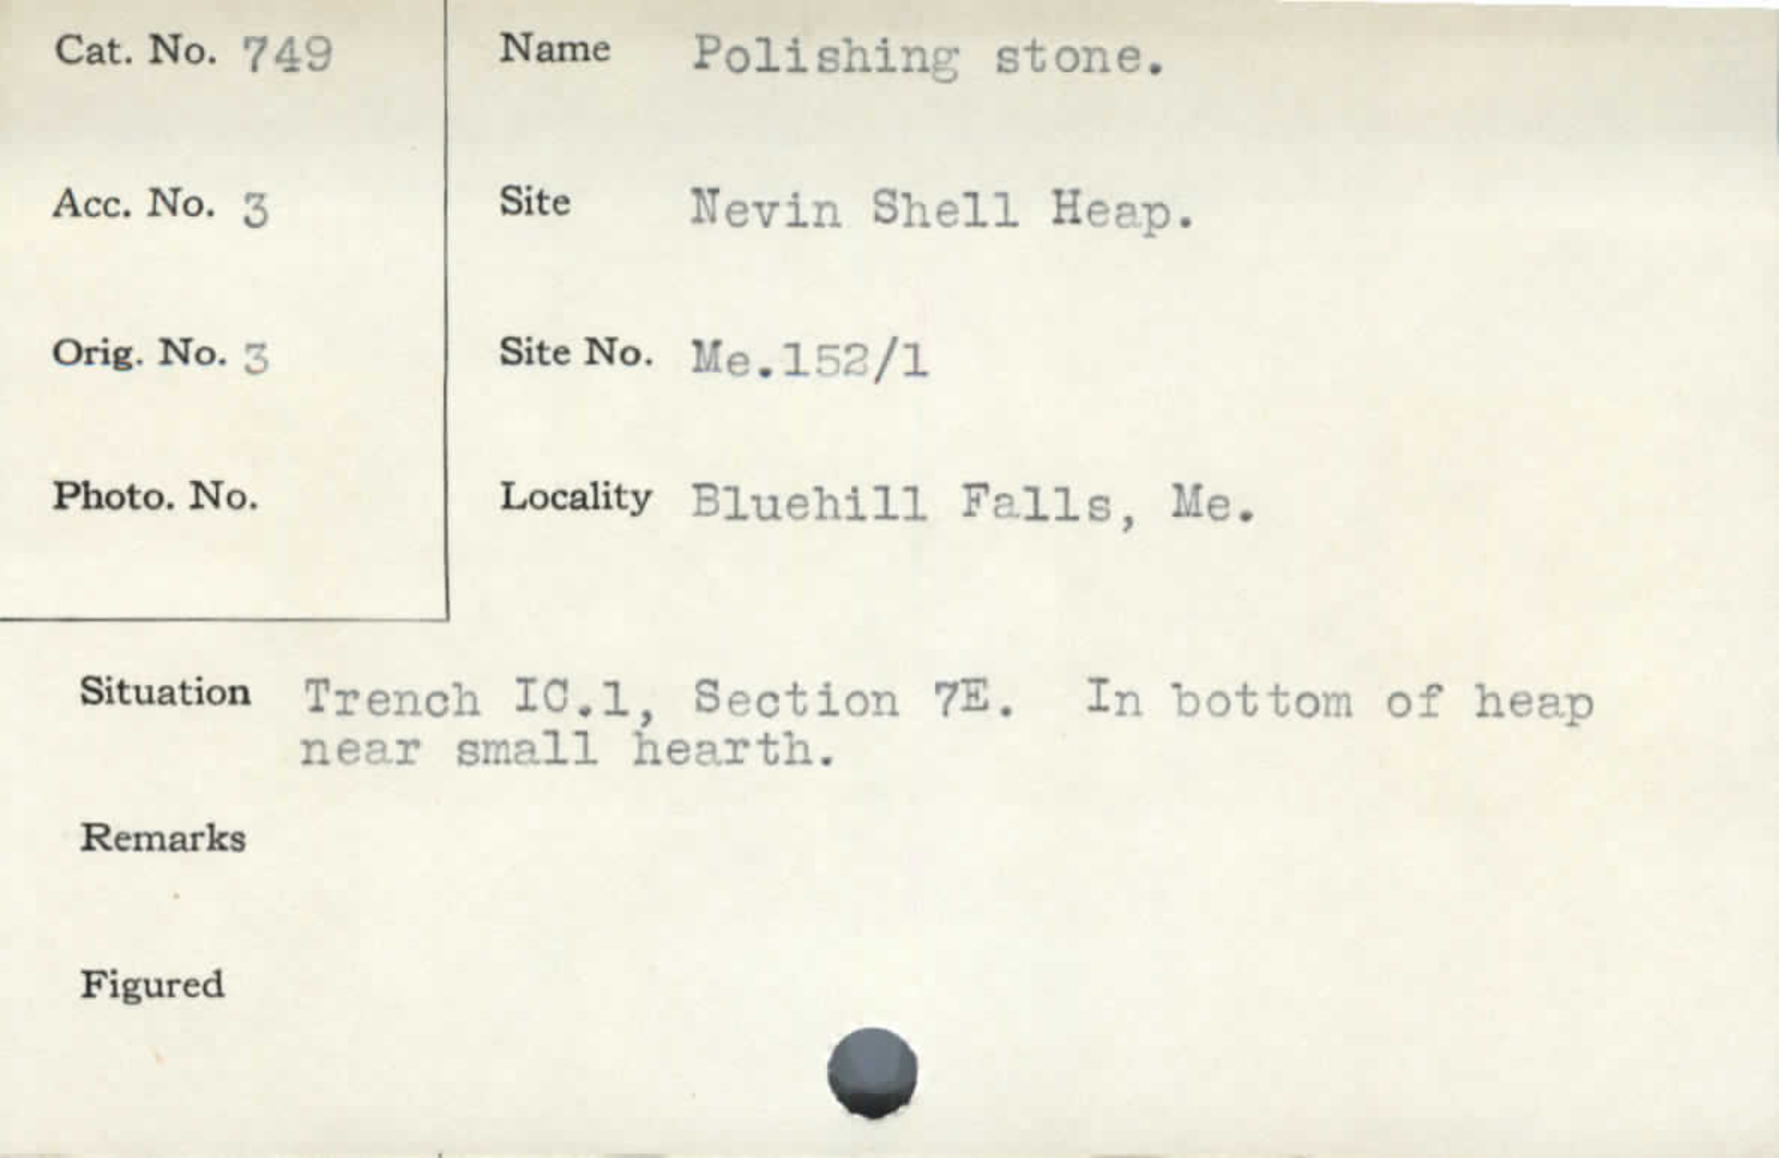 Cat. No. 749
Name Polishing stone.
Acc. No. 3
Site Nevin Shell Heap.
Orig. No. 3
Site No. Me.152/1
Photo. No.
Locality Bluehill Falls, Me.
Situation Trench IC.1, Section 7E. In bottom of heap
near small hearth.
Remarks
Figured